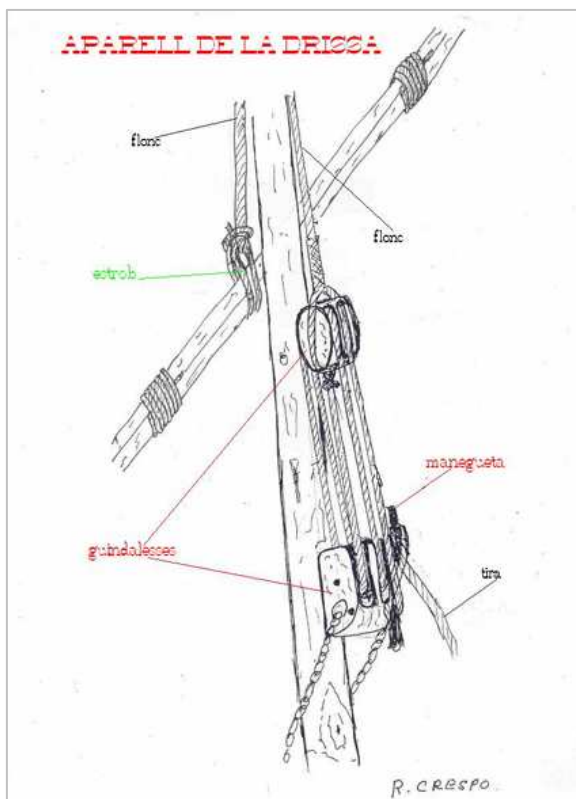 APARELL DE LA DRISSA
flonc
flonc
estrob
manegueta
guindalesses
tira
R. CRESPO